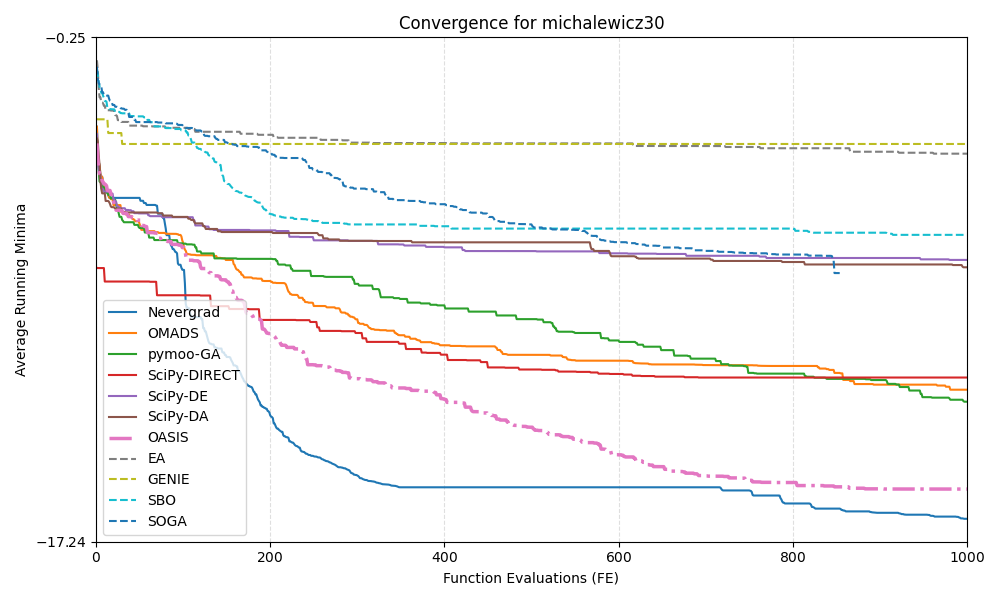 Convergence for michalewicz30
−0.25
Average Running Minima
Nevergrad
OMADS
pymoo-GA
SciPy-DIRECT
SciPy-DE
SciPy-DA
OASIS
EA
GENIE
SBO
SOGA
−17.24
0 200 400 600 800 1000
Function Evaluations (FE)